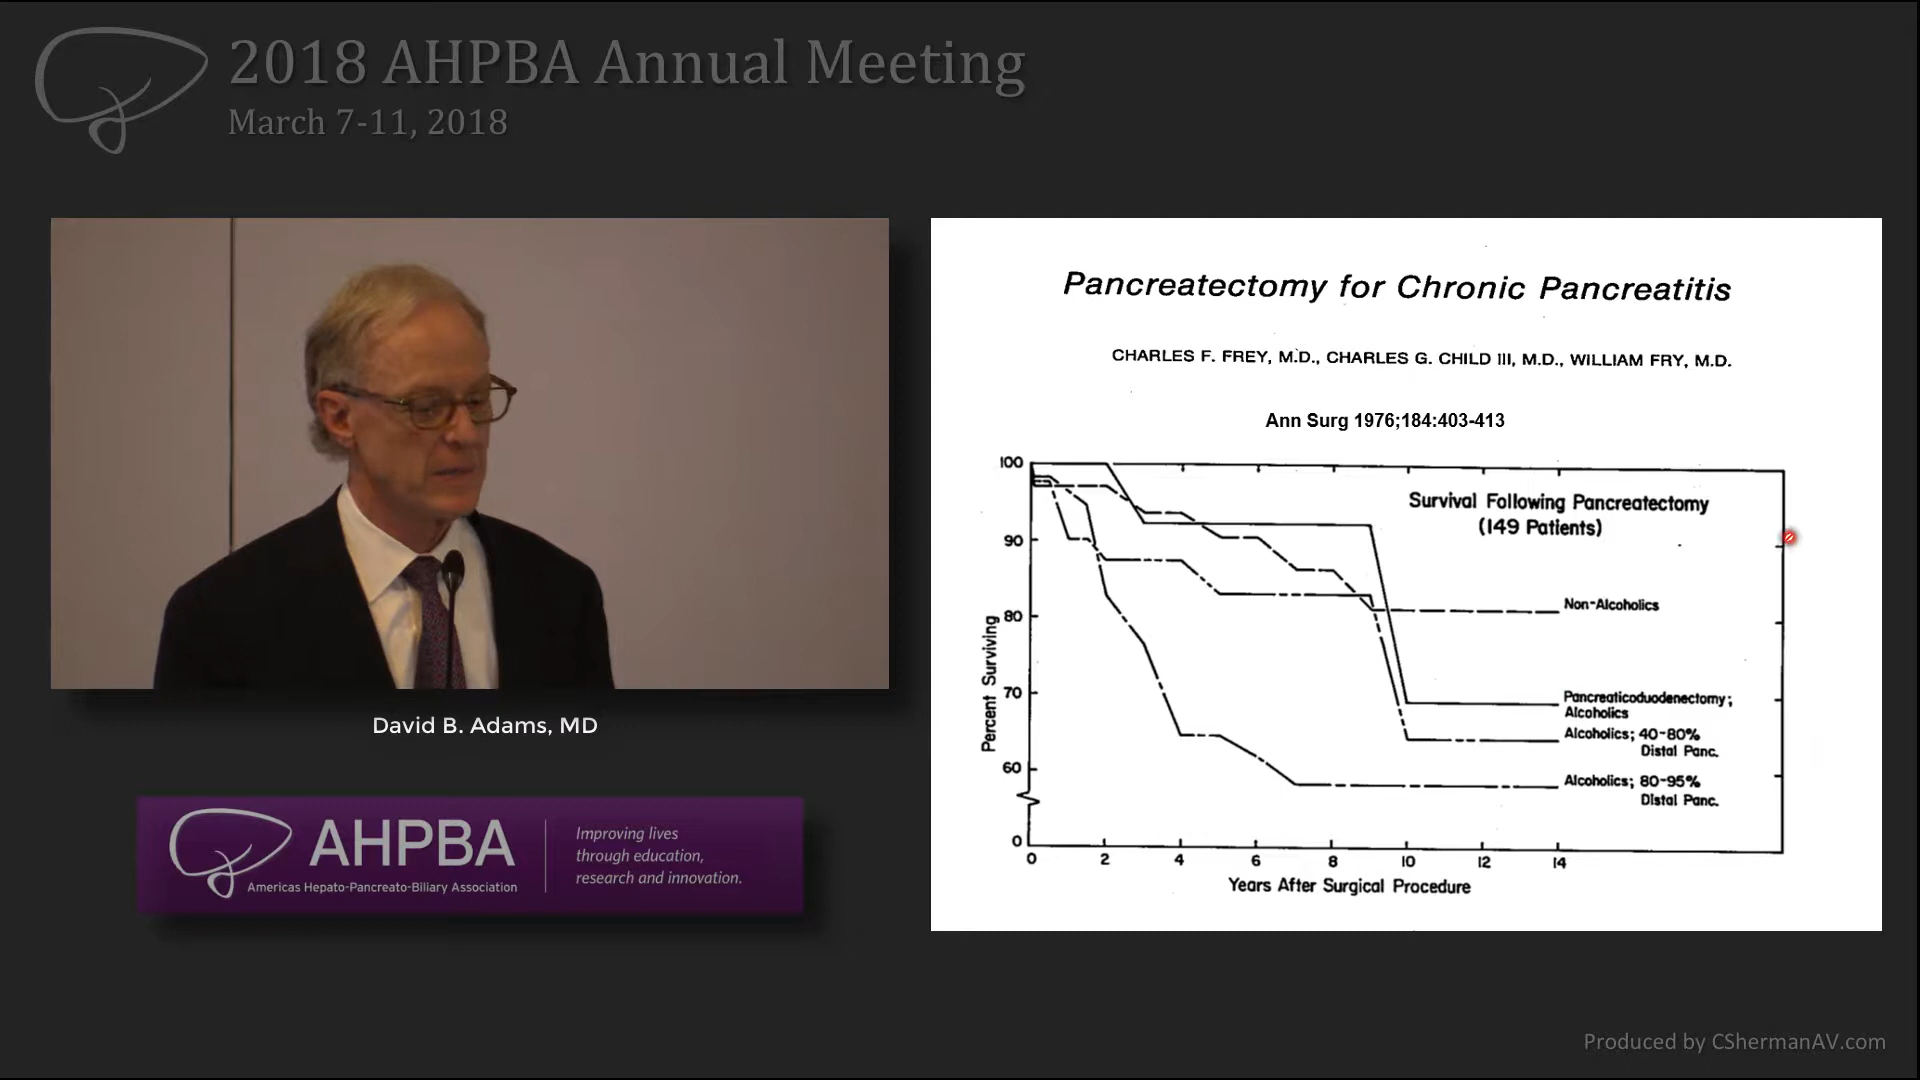 2018 AHPBA Annual Meeting
March 7-11, 2018
David B. Adams, MD
AHPBA
Americas Hepato-Pancreato-Biliary Association
Improving lives
through education,
research and innovation.
Pancreatectomy for Chronic Pancreatitis
CHARLES F. FREY, M.D., CHARLES G. CHILD III, M.D., WILLIAM FRY, M.D.
Ann Surg 1976;184:403-413
Survival Following Pancreatectomy
(149 Patients)
Percent Surviving
100
90
80
70
60
0
Non-Alcoholics
Pancreaticoduodenectomy;
Alcoholics
Alcoholics; 40-80%
Distal Panc.
Alcoholics; 80-95%
Distal Panc.
0 2 4 6 8 10 12 14
Years After Surgical Procedure
Produced by CShermanAV.com